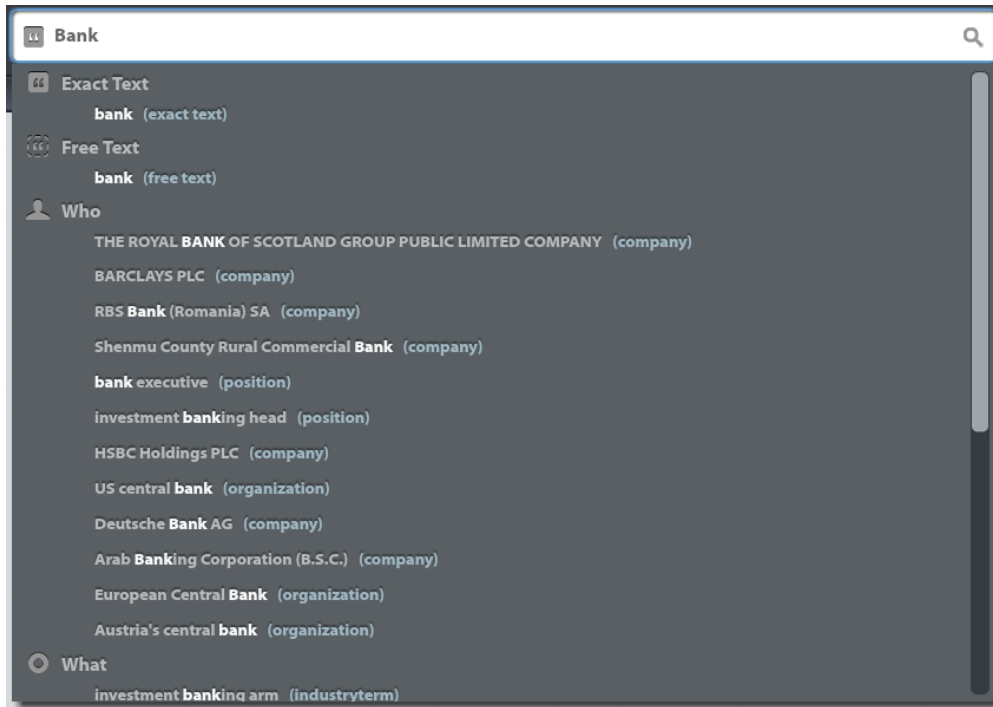 Bank
Exact Text
bank (exact text)
Free Text
bank (free text)
Who
THE ROYAL BANK OF SCOTLAND GROUP PUBLIC LIMITED COMPANY (company)
BARCLAYS PLC (company)
RBS Bank (Romania) SA (company)
Shenmu County Rural Commercial Bank (company)
bank executive (position)
investment banking head (position)
HSBC Holdings PLC (company)
US central bank (organization)
Deutsche Bank AG (company)
Arab Banking Corporation (B.S.C.) (company)
European Central Bank (organization)
Austria's central bank (organization)
What
investment banking arm (industryterm)